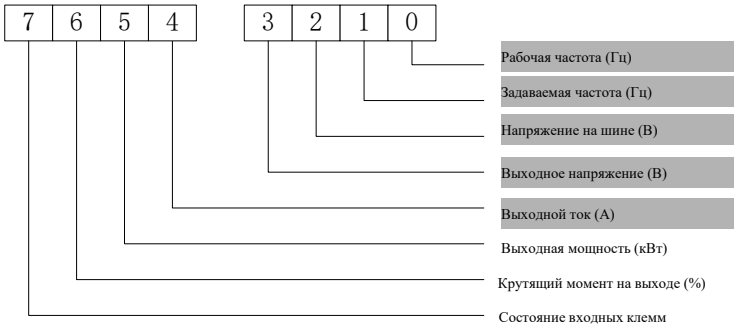 7 6 5 4 3 2 1 0
Рабочая частота (Гц)
Задаваемая частота (Гц)
Напряжение на шине (В)
Выходное напряжение (В)
Выходной ток (А)
Выходная мощность (кВт)
Крутящий момент на выходе (%)
Состояние входных клемм